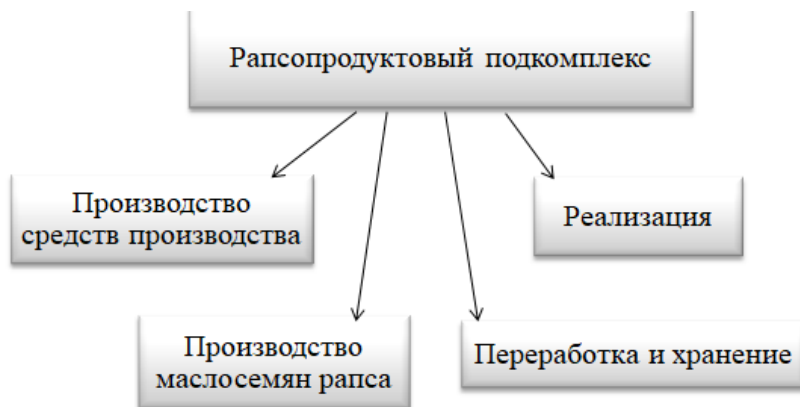 Рапсопродуктовый подкомплекс
Производство
средств производства
Реализация
Производство
маслосемян рапса
Переработка и хранение